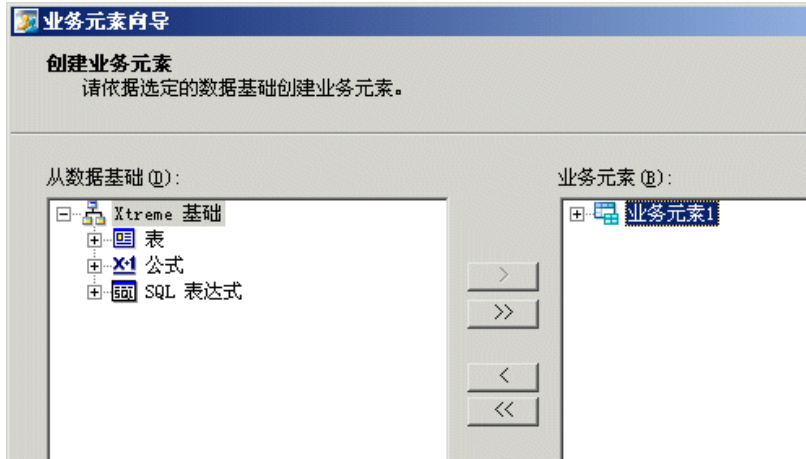 业务元素向导
创建业务元素
请依据选定的数据基础创建业务元素。
从数据基础(D):
业务元素(B):
Xtreme 基础
业务元素1
表
X+1 公式
SQL SQL 表达式
>
>>
<
<<